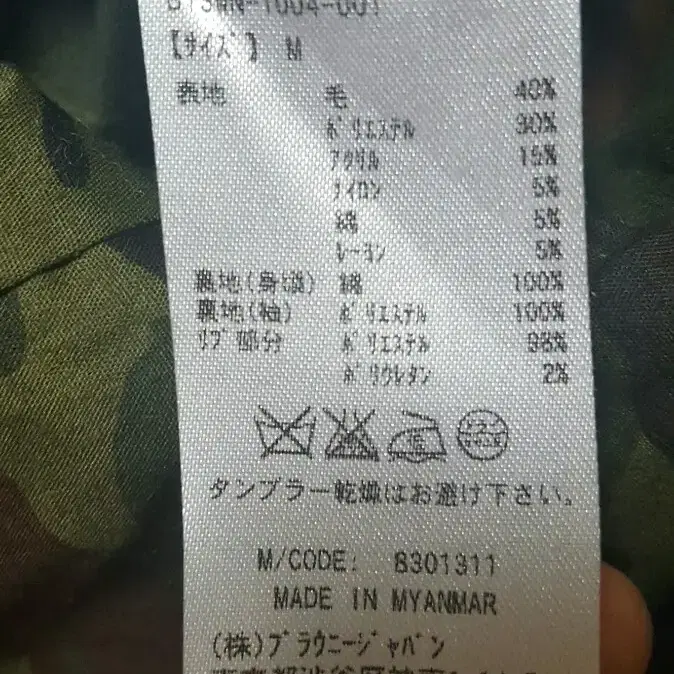 【サイズ】 M
表地 毛 40%
ポリエステル 30%
アクリル 15%
ナイロン 5%
綿 5%
レーヨン 5%
裏地(身頃) 綿 100%
裏地(袖) ポリエステル 100%
リブ部分 ポリエステル 98%
ポリウレタン 2%
タンブラー乾燥はお避け下さい。
M/CODE: 8301311
MADE IN MYANMAR
(株)ブラウニージャパン